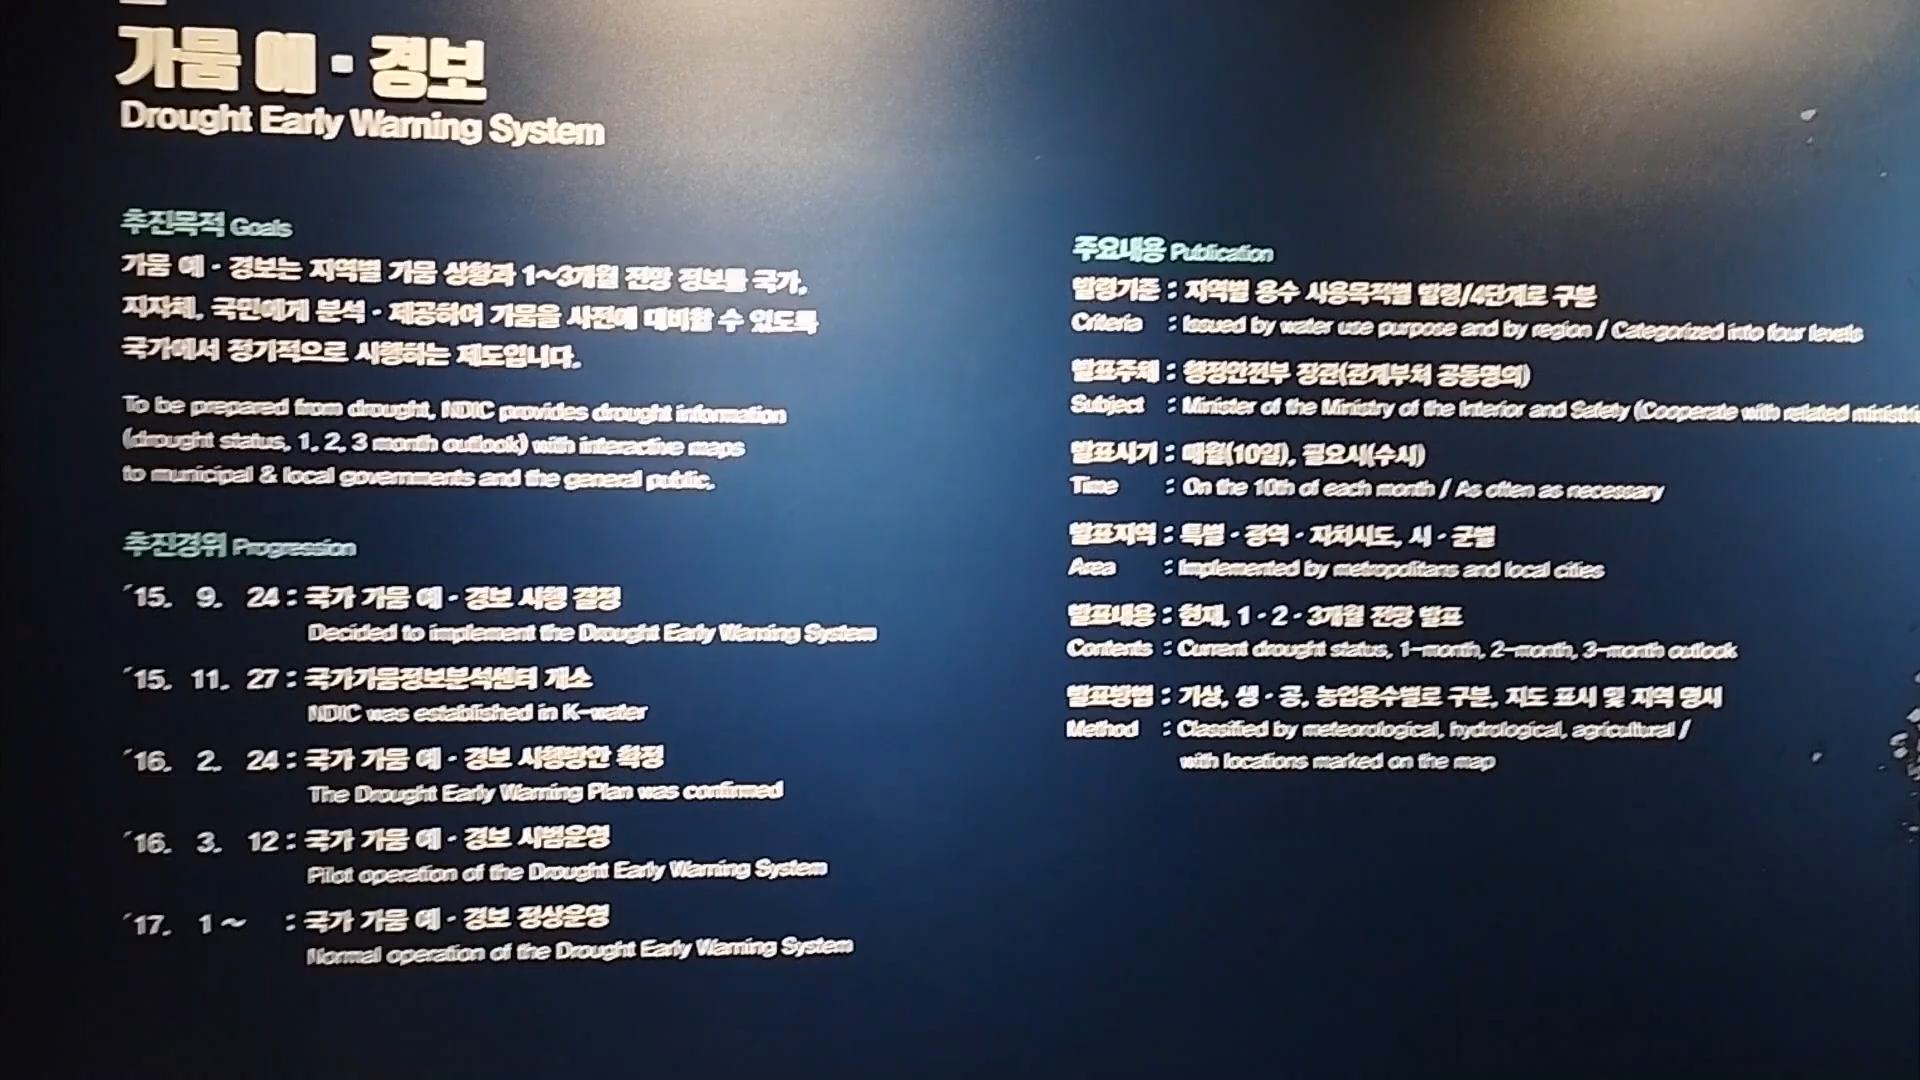 가뭄 예·경보
Drought Early Warning System
추진목적 Goals
가뭄 예·경보는 지역별 가뭄 상황과 1~3개월 전망 정보를 국가,
지자체, 국민에게 분석·제공하여 가뭄을 사전에 대비할 수 있도록
국가에서 정기적으로 시행하는 제도입니다.
To be prepared from drought, NDIC provides drought information
(drought status, 1, 2, 3 month outlook) with interactive maps
to municipal & local governments and the general public.
추진경위 Progression
´15. 9. 24 : 국가 가뭄 예·경보 시행 결정
Decided to implement the Drought Early Warning System
´15. 11. 27 : 국가가뭄정보분석센터 개소
NDIC was established in K-water
´16. 2. 24 : 국가 가뭄 예·경보 시행방안 확정
The Drought Early Warning Plan was confirmed
´16. 3. 12 : 국가 가뭄 예·경보 시범운영
Pilot operation of the Drought Early Warning System
´17. 1 ~ : 국가 가뭄 예·경보 정상운영
Normal operation of the Drought Early Warning System
주요내용 Publication
발령기준 : 지역별 용수 사용목적별 발령/4단계로 구분
Criteria : Issued by water use purpose and by region / Categorized into four levels
발표주체 : 행정안전부 장관(관계부처 공동명의)
Subject : Minister of the Ministry of the Interior and Safety (Cooperate with related
발표시기 : 매월(10일), 필요시(수시)
Time : On the 10th of each month / As often as necessary
발표지역 : 특별·광역·자치시도, 시·군별
Area : Implemented by metropolitans and local cities
발표내용 : 현재, 1·2·3개월 전망 발표
Contents : Current drought status, 1-month, 2-month, 3-month outlook
발표방법 : 기상, 생·공, 농업용수별로 구분, 지도 표시 및 지역 명시
Method : Classified by meteorological, hydrological, agricultural /
with locations marked on the map